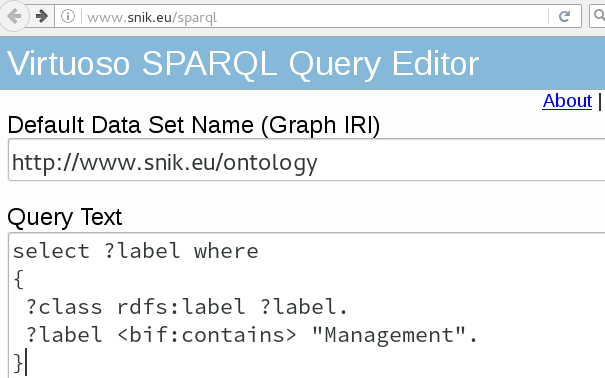 www.snik.eu/sparql
Virtuoso SPARQL Query Editor
About |
Default Data Set Name (Graph IRI)
http://www.snik.eu/ontology
Query Text
select ?label where
{
?class rdfs:label ?label.
?label <bif:contains> "Management".
}